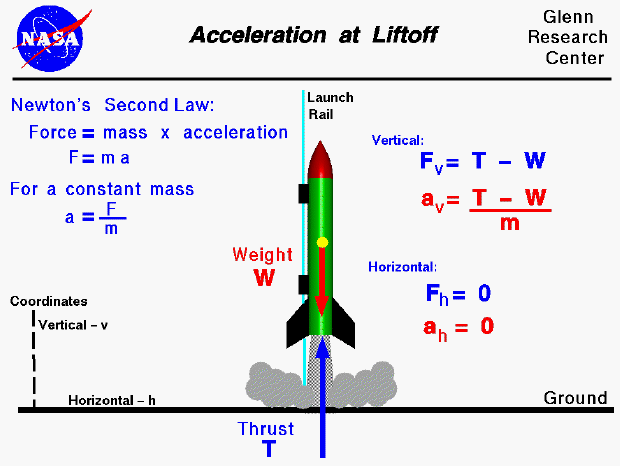 NASA
Acceleration at Liftoff
Glenn
Research
Center
Newton's Second Law:
Force = mass x acceleration
F = m a
For a constant mass
a = F
m
Launch
Rail
Vertical:
Fv = T – W
av = T – W
m
Weight
W
Horizontal:
Fh = 0
ah = 0
Coordinates
Vertical – v
Horizontal – h
Ground
Thrust
T